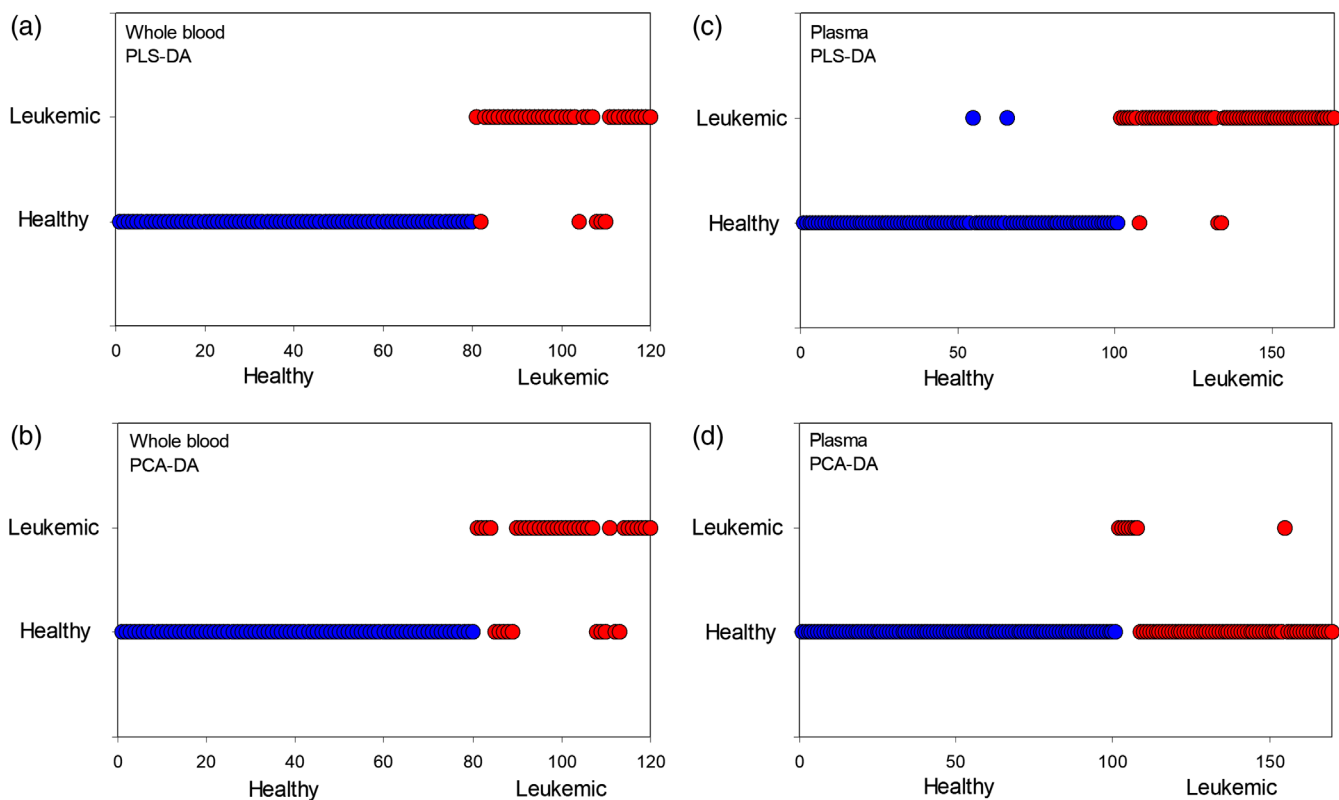 (a)
Whole blood
PLS-DA
Leukemic
Healthy
0 20 40 60 80 100 120
Healthy Leukemic
(c)
Plasma
PLS-DA
Leukemic
Healthy
0 50 100 150
Healthy Leukemic
(b)
Whole blood
PCA-DA
Leukemic
Healthy
0 20 40 60 80 100 120
Healthy Leukemic
(d)
Plasma
PCA-DA
Leukemic
Healthy
0 50 100 150
Healthy Leukemic